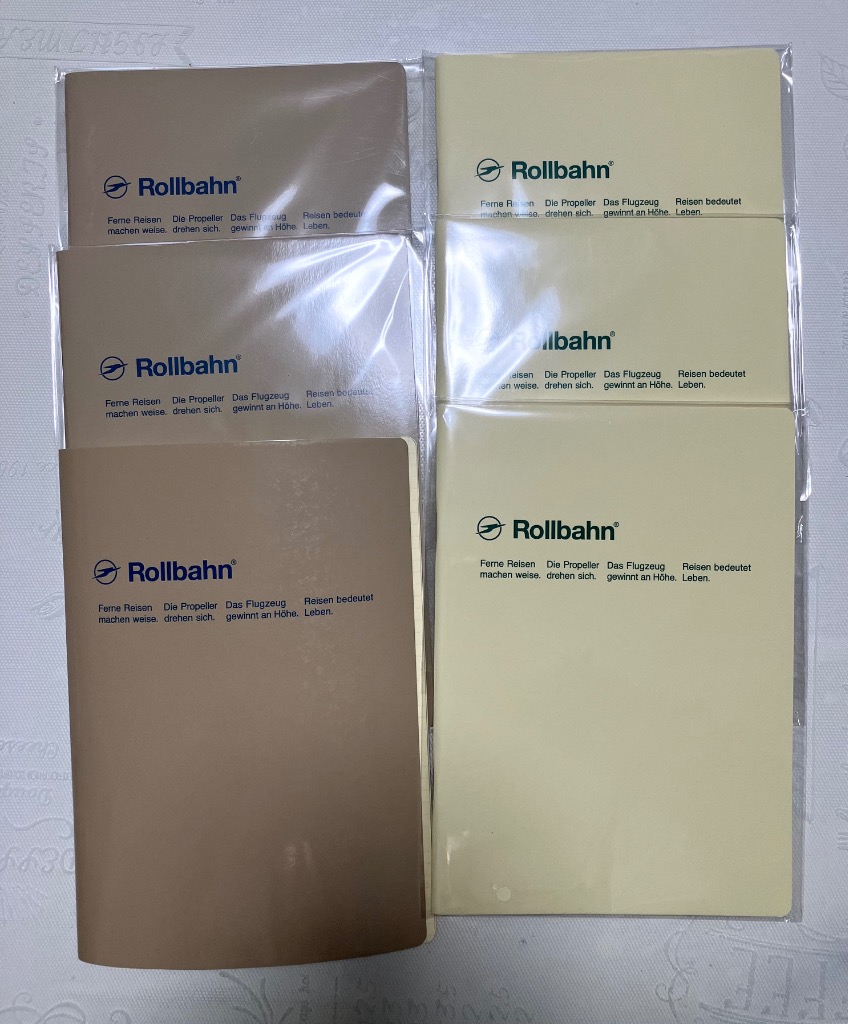 Rollbahn®
Ferne Reisen Die Propeller Das Flugzeug Reisen bedeutet
machen weise. drehen sich. gewinnt an Höhe. Leben.
Rollbahn®
Ferne Reisen Die Propeller Das Flugzeug Reisen bedeutet
machen weise. drehen sich. gewinnt an Höhe. Leben.
Rollbahn®
Ferne Reisen Die Propeller Das Flugzeug Reisen bedeutet
machen weise. drehen sich. gewinnt an Höhe. Leben.
Rollbahn®
Ferne Reisen Die Propeller Das Flugzeug Reisen bedeutet
machen weise. drehen sich. gewinnt an Höhe. Leben.
Rollbahn®
Reisen Die Propeller Das Flugzeug Reisen bedeutet
weise. drehen sich. gewinnt an Höhe. Leben.
Rollbahn®
Ferne Reisen Die Propeller Das Flugzeug Reisen bedeutet
machen weise. drehen sich. gewinnt an Höhe. Leben.
Cheese